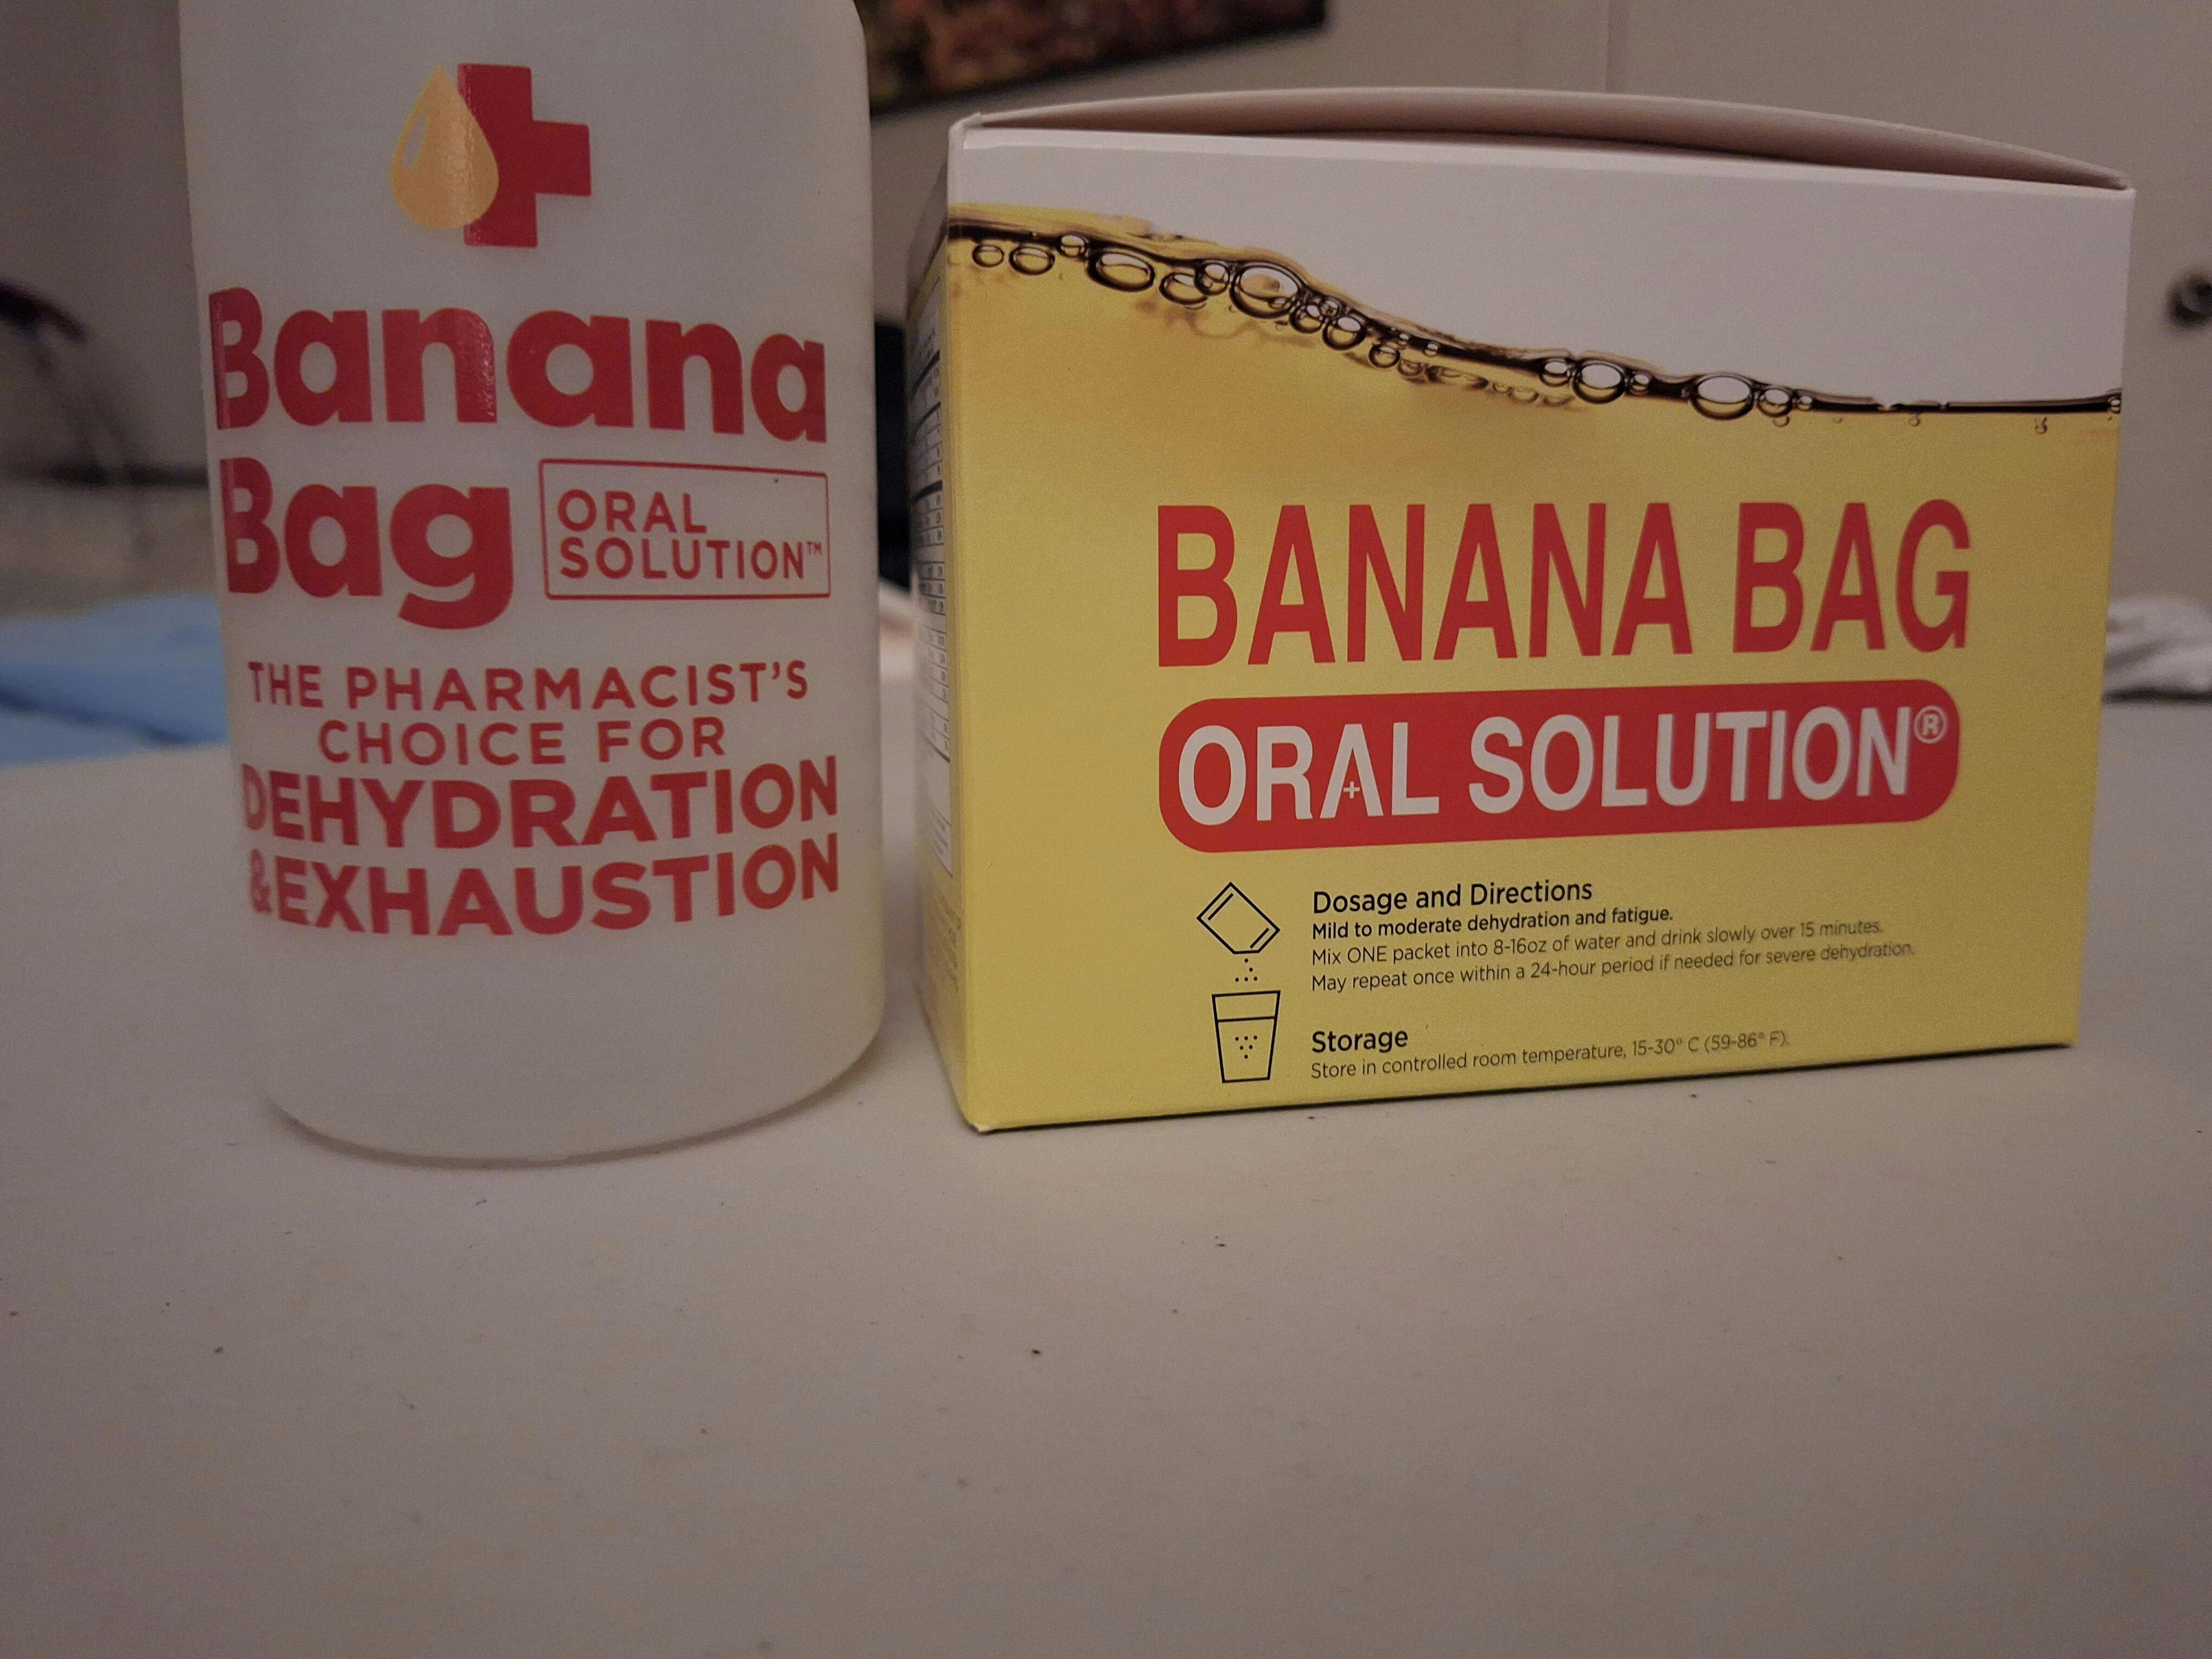 Banana
Bag
ORAL
SOLUTION™
THE PHARMACIST'S
CHOICE FOR
DEHYDRATION
&EXHAUSTION
BANANA BAG
ORAL SOLUTION®
Dosage and Directions
Mild to moderate dehydration and fatigue.
Mix ONE packet into 8-16oz of water and drink slowly over 15 minutes.
May repeat once within a 24-hour period if needed for severe dehydration.
Storage
Store in controlled room temperature, 15-30° C (59-86° F).